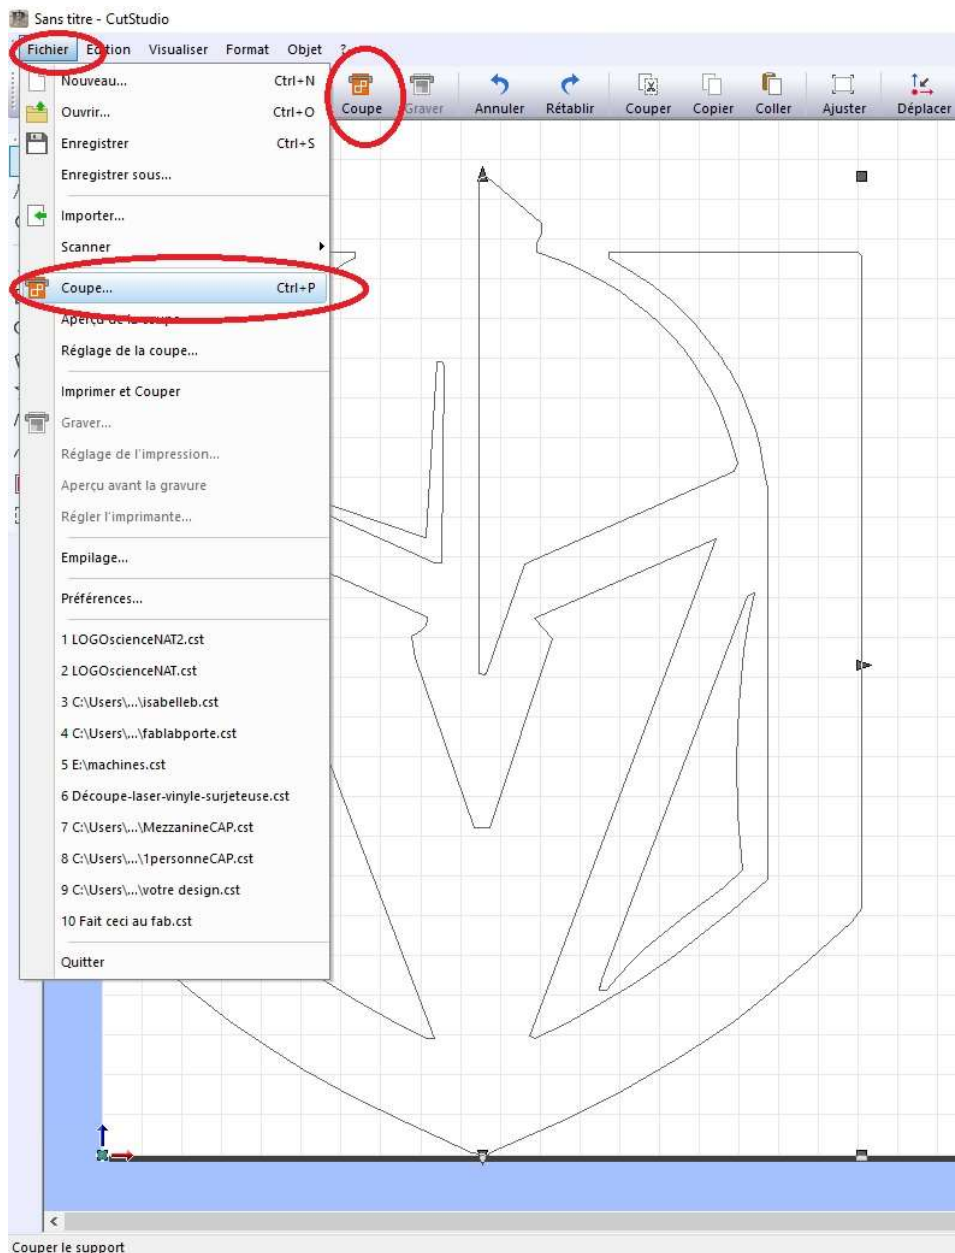 Sans titre - CutStudio
Fichier Edition Visualiser Format Objet ?
Coupe Graver Annuler Rétablir Couper Copier Coller Ajuster Déplacer
Nouveau... Ctrl+N
Ouvrir... Ctrl+O
Enregistrer Ctrl+S
Enregistrer sous...
Importer...
Scanner
Coupe... Ctrl+P
Aperçu de la coupe
Réglage de la coupe...
Imprimer et Couper
Graver...
Réglage de l'impression...
Aperçu avant la gravure
Régler l'imprimante...
Empilage...
Préférences...
1 LOGOscienceNAT2.cst
2 LOGOscienceNAT.cst
3 C:\Users\...\isabelleb.cst
4 C:\Users\...\fablabporte.cst
5 E:\machines.cst
6 Découpe-laser-vinyle-surjeteuse.cst
7 C:\Users\...\MezzanineCAP.cst
8 C:\Users\...\1personneCAP.cst
9 C:\Users\...\votre design.cst
10 Fait ceci au fab.cst
Quitter
Couper le support